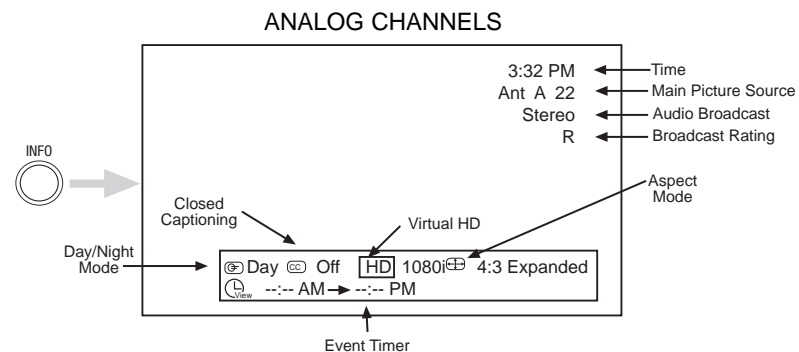 ANALOG CHANNELS
3:32 PM
Time
Ant A 22
Main Picture Source
Stereo
Audio Broadcast
R
Broadcast Rating
INFO
Aspect
Mode
Closed
Captioning
Virtual HD
Day/Night
Mode
Day CC Off HD 1080i 4:3 Expanded
View --:-- AM --:-- PM
Event Timer